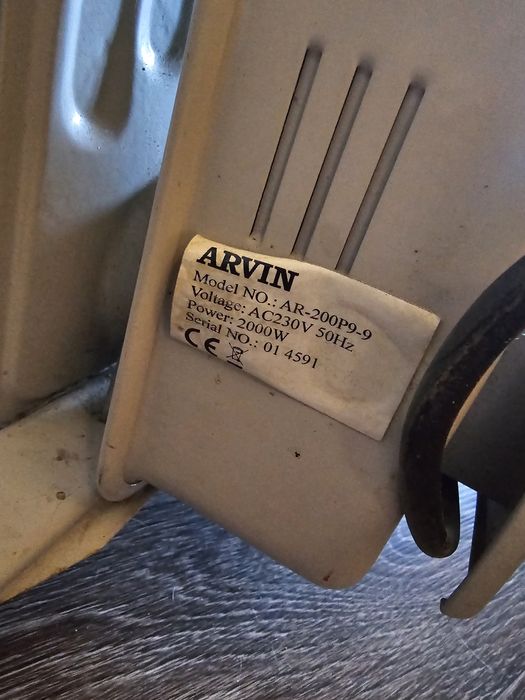 ARVIN
Model NO.: AR-200P9-9
Voltage: AC230V 50Hz
Power: 2000W
Serial NO.: 01 4591
CE